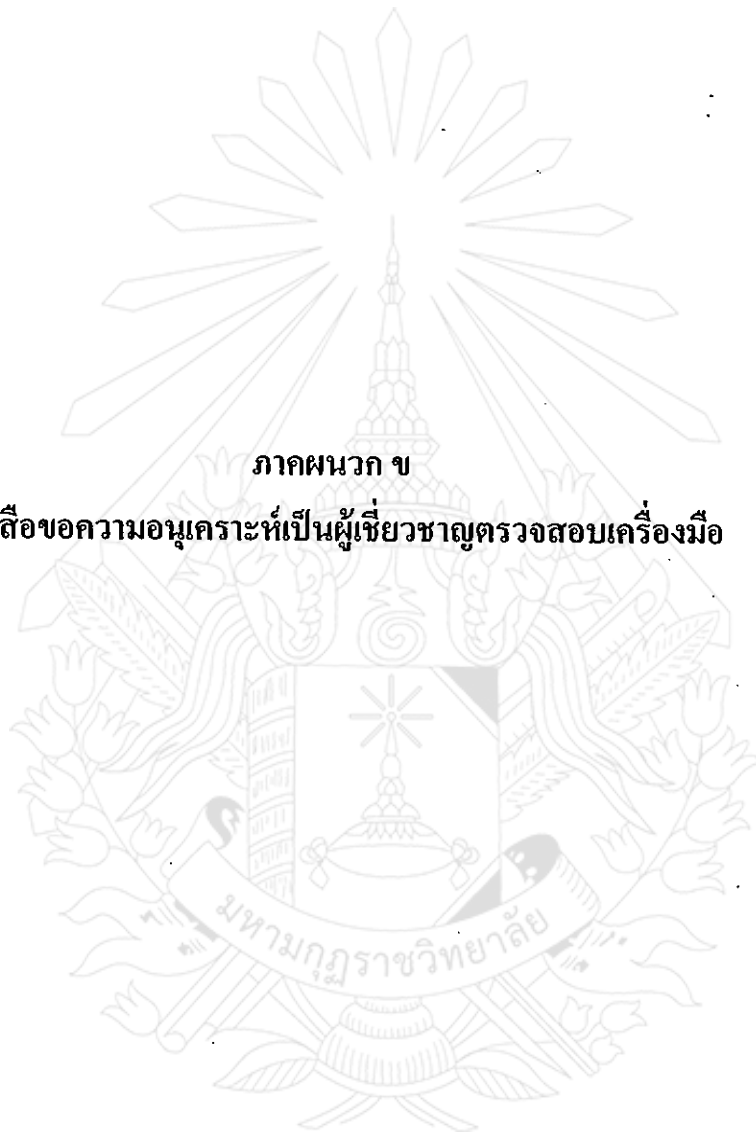 ภาคผนวก ข
สือขอความอนุเคราะห์เป็นผู้เชี่ยวชาญตรวจสอบเครื่องมือ
มหามกุฏราชวิทยาลัย